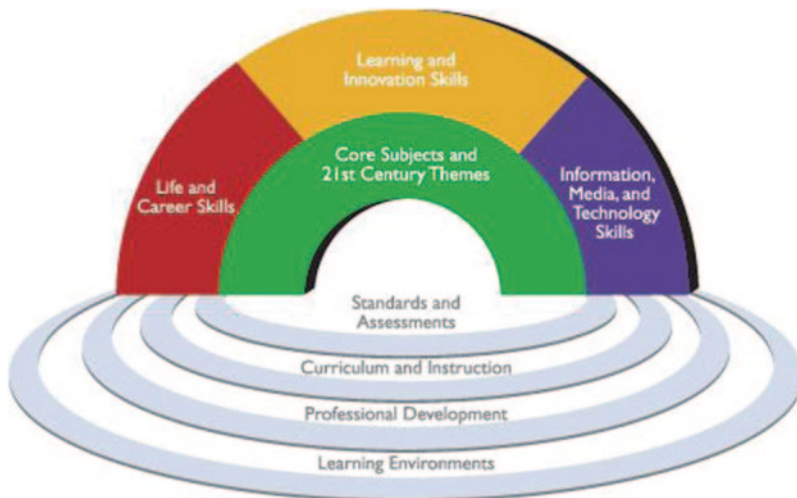 Learning and
Innovation Skills
Core Subjects and
21st Century Themes
Life and
Career Skills
Information,
Media, and
Technology
Skills
Standards and
Assessments
Curriculum and Instruction
Professional Development
Learning Environments